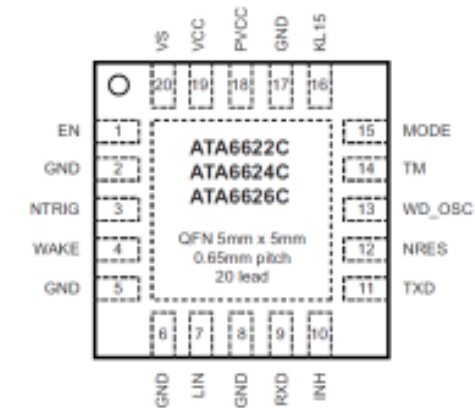 VS VCC PVCC GND KL15
20 19 18 17 16
EN 1 15 MODE
ATA6622C
GND 2 14 TM
ATA6624C
ATA6626C
NTRIG 3 13 WD_OSC
QFN 5mm x 5mm
WAKE 4 12 NRES
0.65mm pitch
20 lead
GND 5 11 TXD
6 7 8 9 10
GND LIN GND RXD INH